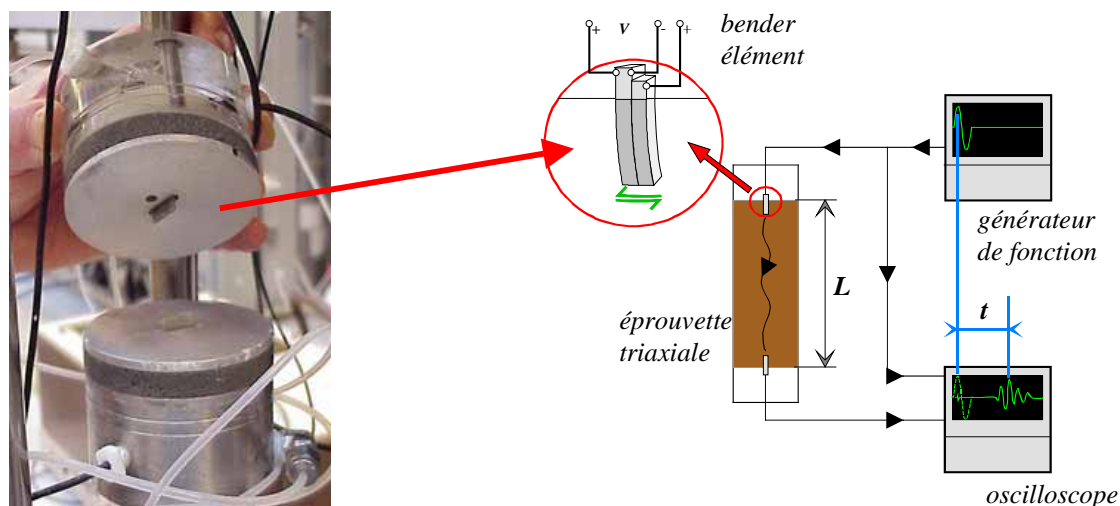 + v - +
bender
élément
générateur
de fonction
L
t
éprouvette
triaxiale
oscilloscope